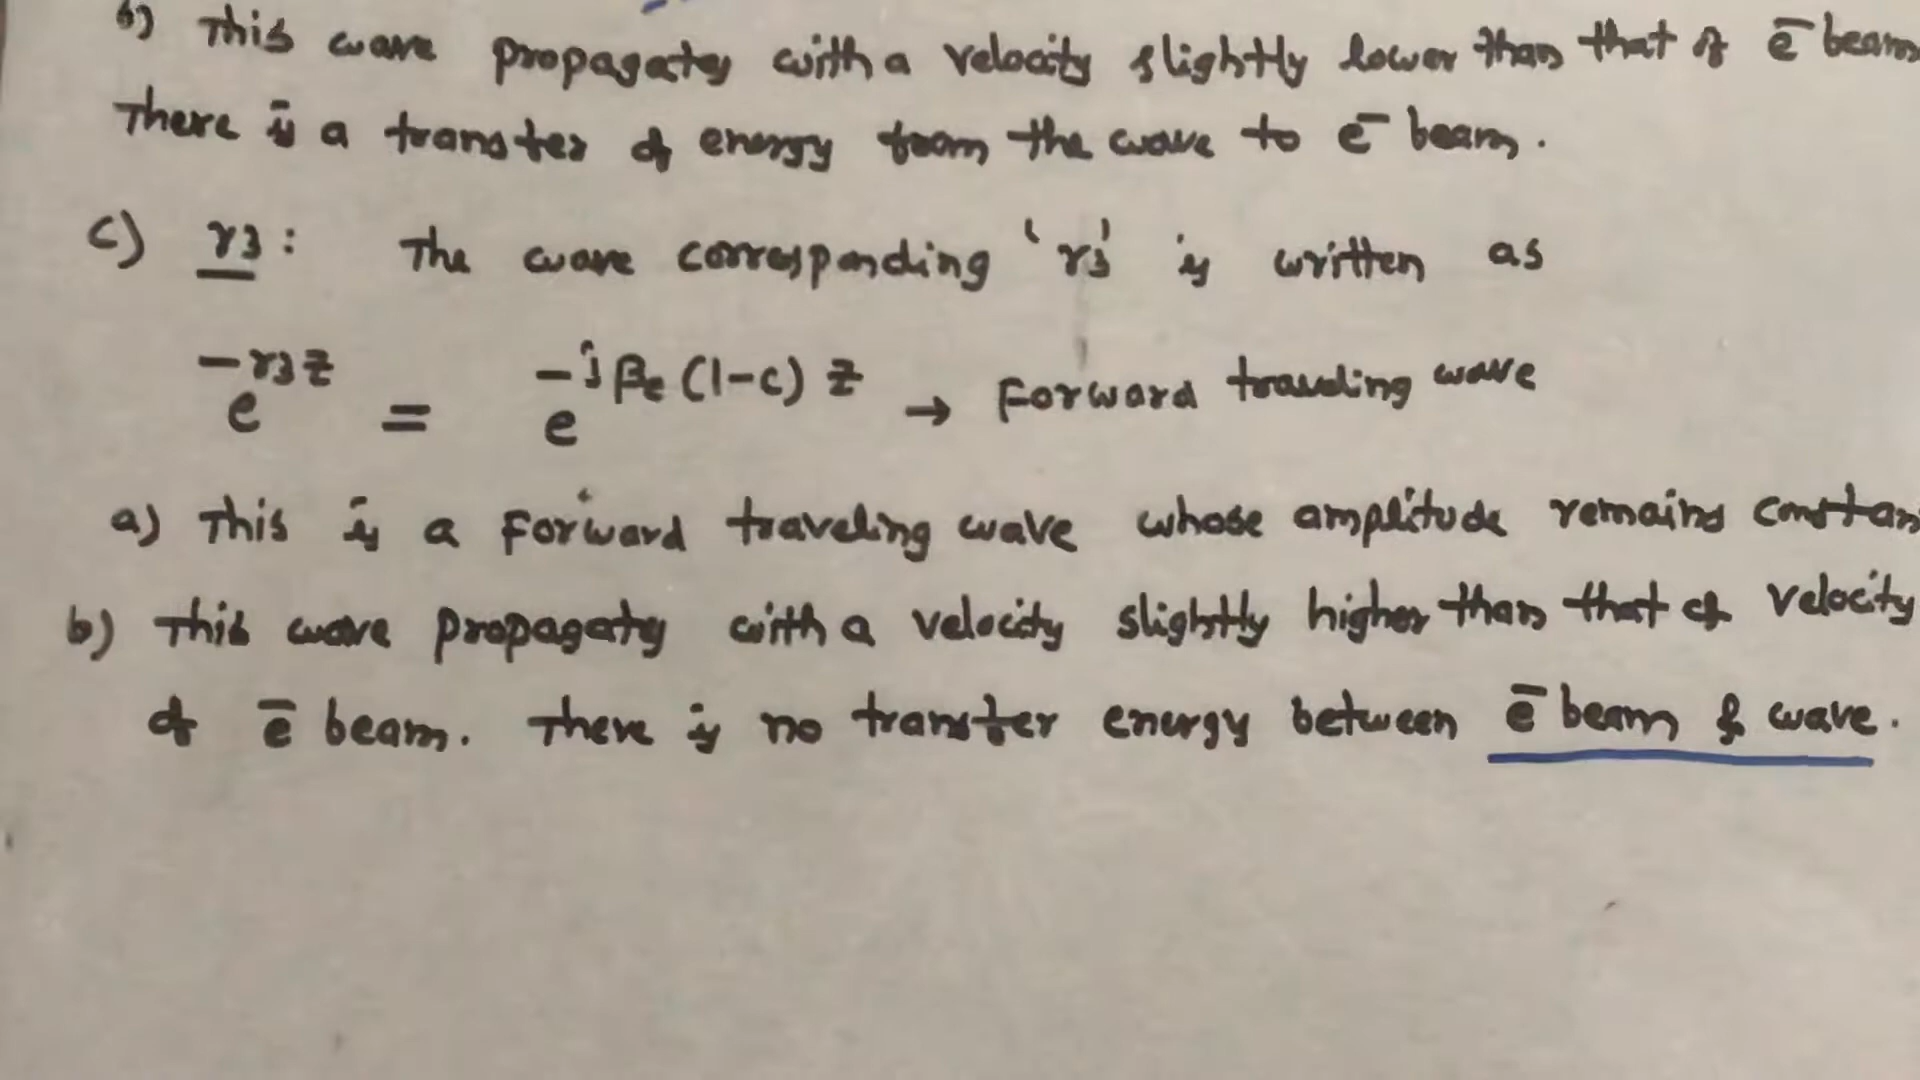 b) This wave propagates with a velocity slightly lower than that of e̅ beam
There is a transfer of energy from the wave to e̅ beam.
c) γ3 : The wave corresponding 'γ3' is written as
e^{-γ3z} = e^{-jβe(1-c)z} → Forward traveling wave
a) This is a forward traveling wave whose amplitude remains constan
b) This wave propagates with a velocity slightly higher than that of velocity
of e̅ beam. There is no transfer energy between e̅ beam & wave.